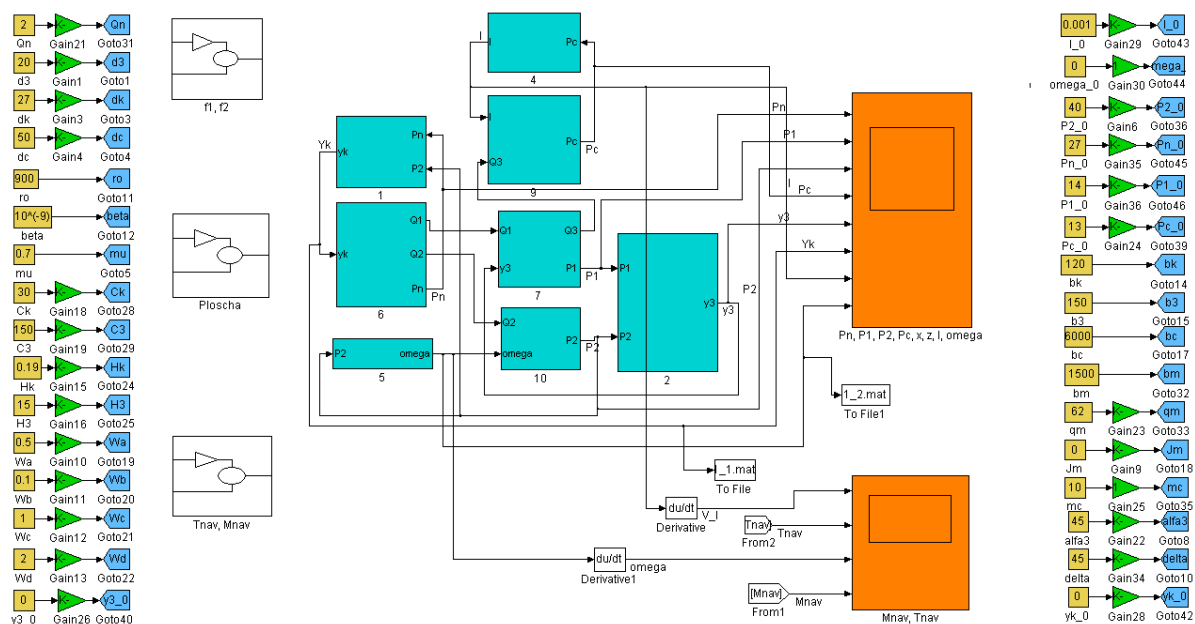 2
K-
Qn
Qn
Gain21
Goto31
20
K-
d3
d3
Gain1
Goto1
27
K-
dk
dk
Gain3
Goto3
50
K-
dc
dc
Gain4
Goto4
900
ro
ro
Goto11
10^(-9)
beta
beta
Goto12
0.7
mu
mu
Goto5
30
K-
Ck
Ck
Gain18
Goto28
150
K-
C3
C3
Gain19
Goto29
0.19
K-
Hk
Hk
Gain15
Goto24
15
K-
H3
H3
Gain16
Goto25
0.5
K-
Wa
Wa
Gain10
Goto19
0.1
K-
Wb
Wb
Gain11
Goto20
1
K-
Wc
Wc
Gain12
Goto21
2
K-
Wd
Wd
Gain13
Goto22
0
K-
y3_0
y3_0
Gain26
Goto40
f1, f2
Ploscha
Tnav, Mnav
I
I
Pc
4
I
Q3
Pc
Pc
9
Yk
yk
Pn
P2
1
yk
Q1
Q2
Pn
Pn
6
Q1
y3
Q3
P1
P1
7
P2
omega
5
Q2
omega
P2
P2
10
P1
P2
y3
y3
2
Pn
P1
I
Pc
y3
Yk
P2
Pn, P1, P2, Pc, x, z, I, omega
1_2.mat
To File1
_1.mat
To File
du/dt
Derivative
V_I
Tnav
From2
Tnav
du/dt
Derivative1
omega
[Mnav]
From1
Mnav
Mnav, Tnav
0.001
K-
I_0
I_0
Gain29
Goto43
0
1
mega_
omega_0
Gain30
Goto44
40
K-
P2_0
P2_0
Gain6
Goto36
27
K-
Pn_0
Pn_0
Gain35
Goto45
14
K-
P1_0
P1_0
Gain36
Goto46
13
K-
Pc_0
Pc_0
Gain24
Goto39
120
bk
bk
Goto14
150
b3
b3
Goto15
6000
bc
bc
Goto17
1500
bm
bm
Goto32
62
K-
qm
qm
Gain23
Goto33
0
K-
Jm
Jm
Gain9
Goto18
10
1
mc
mc
Gain25
Goto35
45
K-
alfa3
alfa3
Gain22
Goto8
45
K-
delta
delta
Gain34
Goto10
0
K-
yk_0
yk_0
Gain28
Goto42